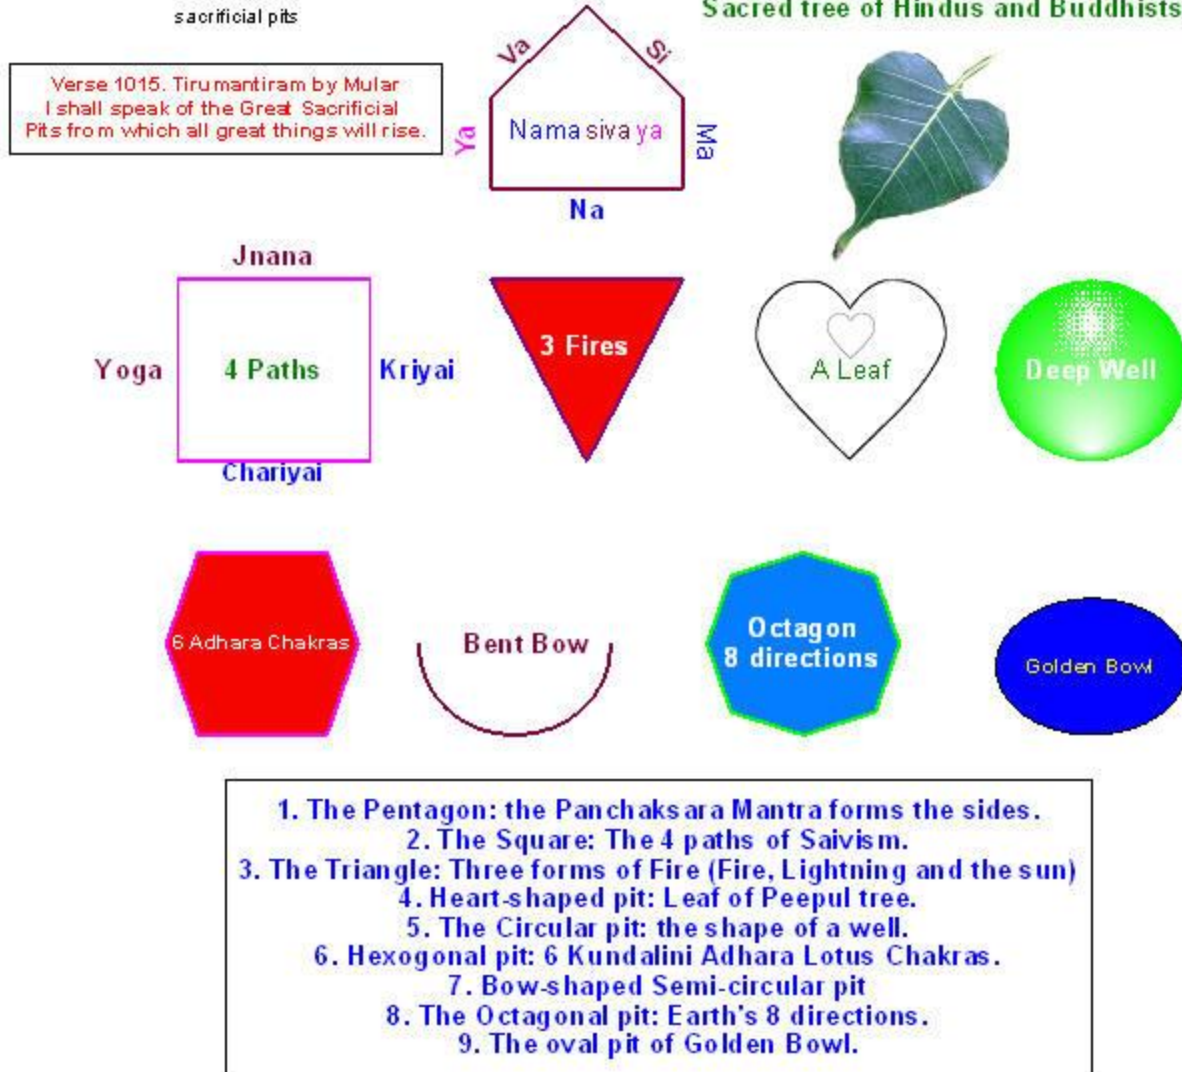 sacrificial pits
Sacred tree of Hindus and Buddhists
Verse 1015. Tirumantiram by Mular
I shall speak of the Great Sacrificial
Pits from which all great things will rise.
Va
Si
Ya
Namasivaya
Ma
Na
Jnana
Yoga
4 Paths
Kriyai
Chariyai
3 Fires
A Leaf
Deep Well
6 Adhara Chakras
Bent Bow
Octagon
8 directions
Golden Bowl
1. The Pentagon: the Panchaksara Mantra forms the sides.
2. The Square: The 4 paths of Saivism.
3. The Triangle: Three forms of Fire (Fire, Lightning and the sun)
4. Heart-shaped pit: Leaf of Peepul tree.
5. The Circular pit: the shape of a well.
6. Hexogonal pit: 6 Kundalini Adhara Lotus Chakras.
7. Bow-shaped Semi-circular pit
8. The Octagonal pit: Earth's 8 directions.
9. The oval pit of Golden Bowl.